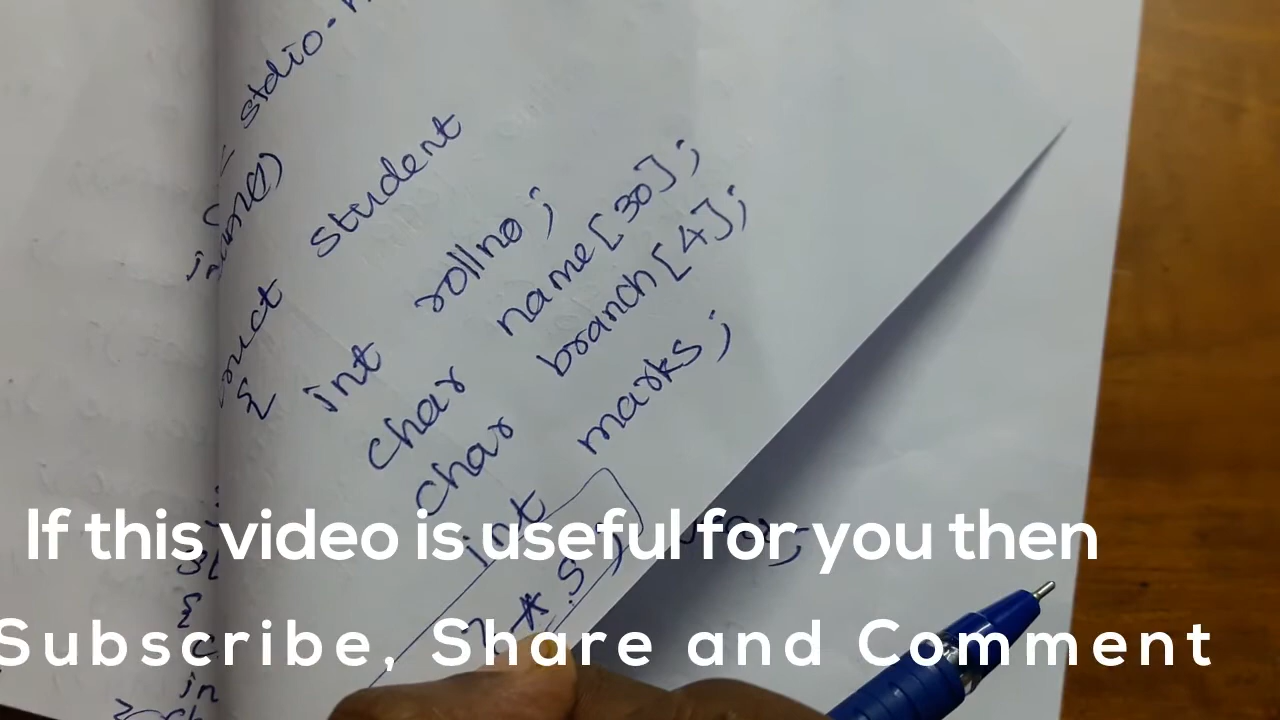 stdio.
struct student
{
int rollno;
char name[30];
char branch[4];
int marks;
} *s;
If this video is useful for you then
Subscribe, Share and Comment